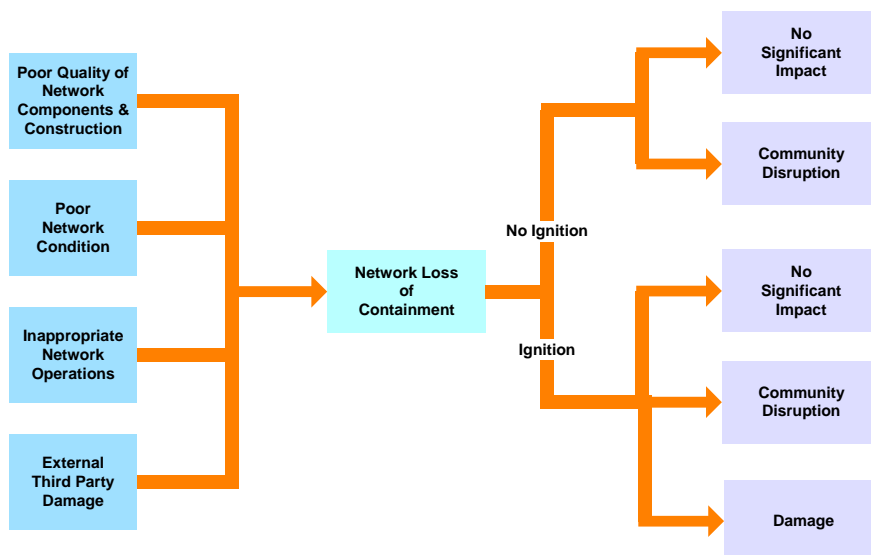 Poor Quality of
Network
Components &
Construction
Poor
Network
Condition
Inappropriate
Network
Operations
External
Third Party
Damage
Network Loss
of
Containment
No Ignition
Ignition
No
Significant
Impact
Community
Disruption
No
Significant
Impact
Community
Disruption
Damage